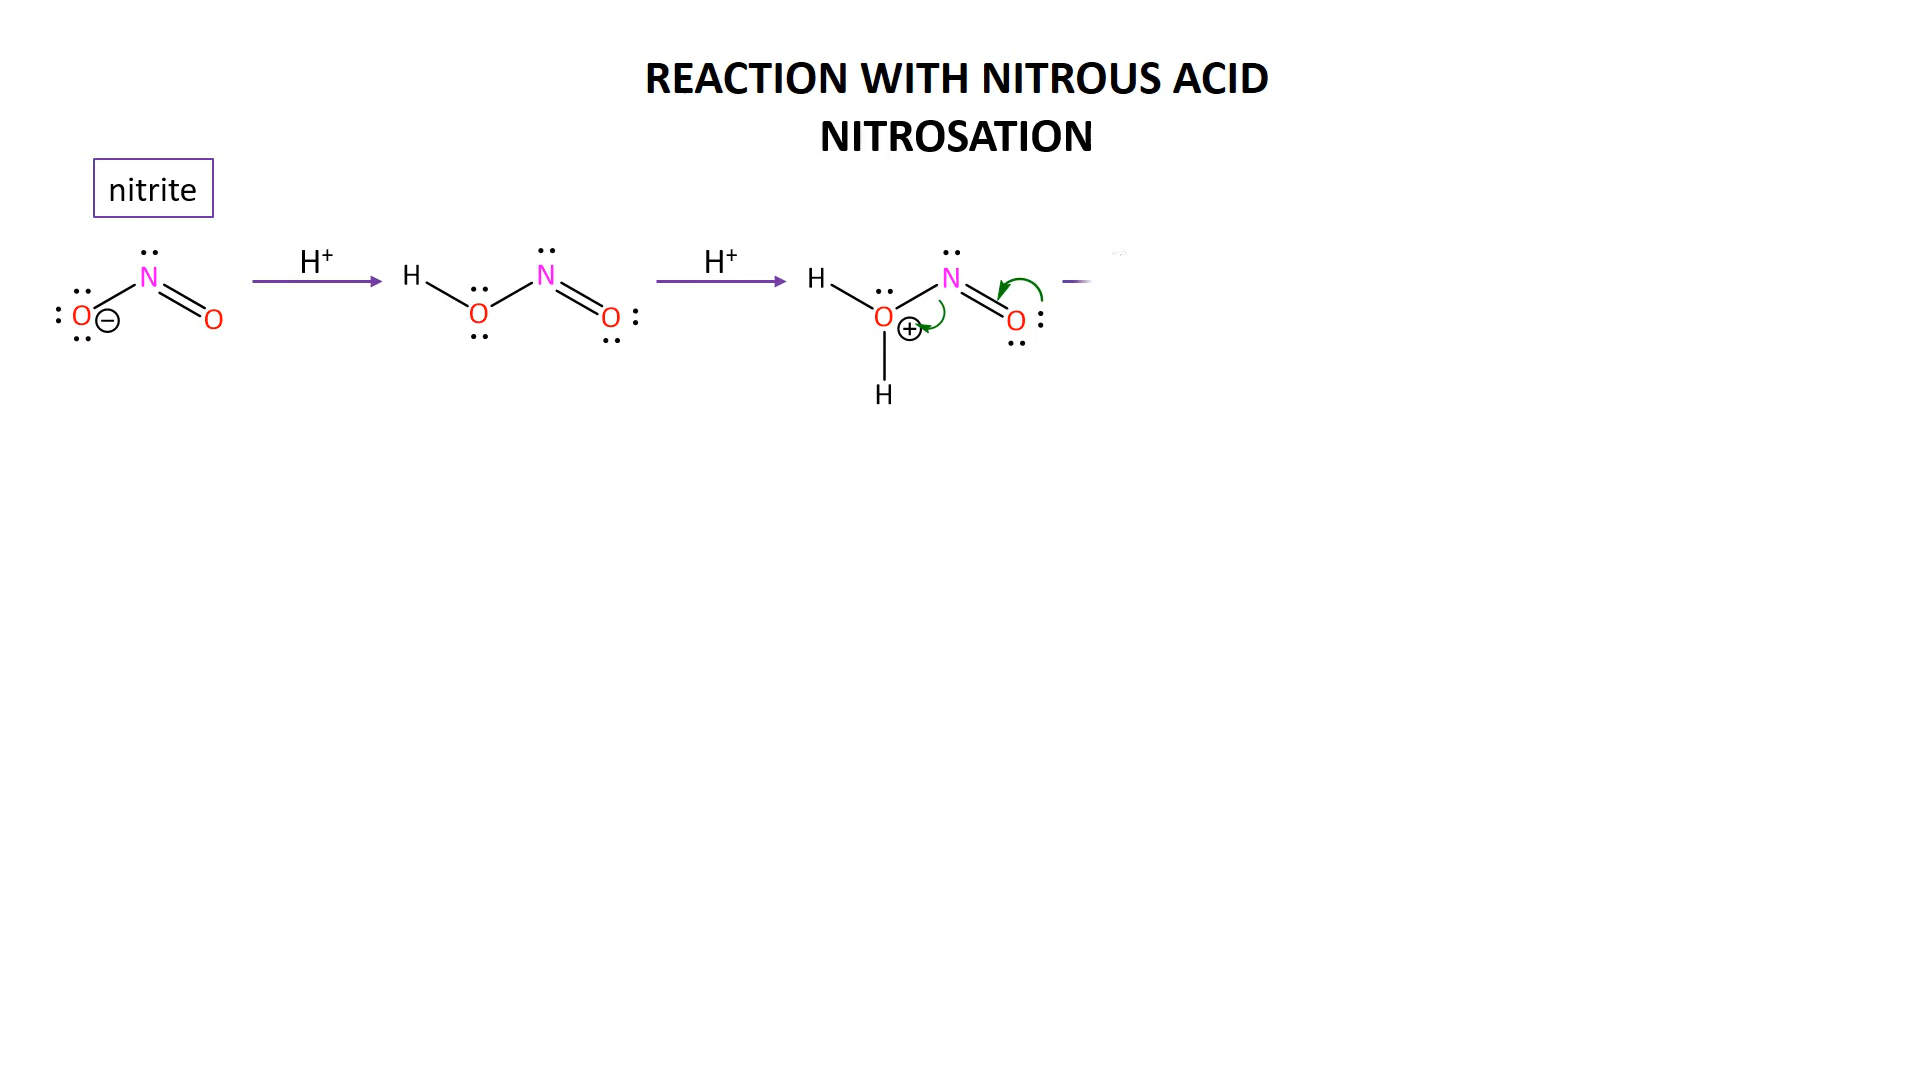 REACTION WITH NITROUS ACID
NITROSATION
nitrite
H⁺
H⁺
N
O
⊖
O
H
N
O
O
H
N
O
⊕
O
H